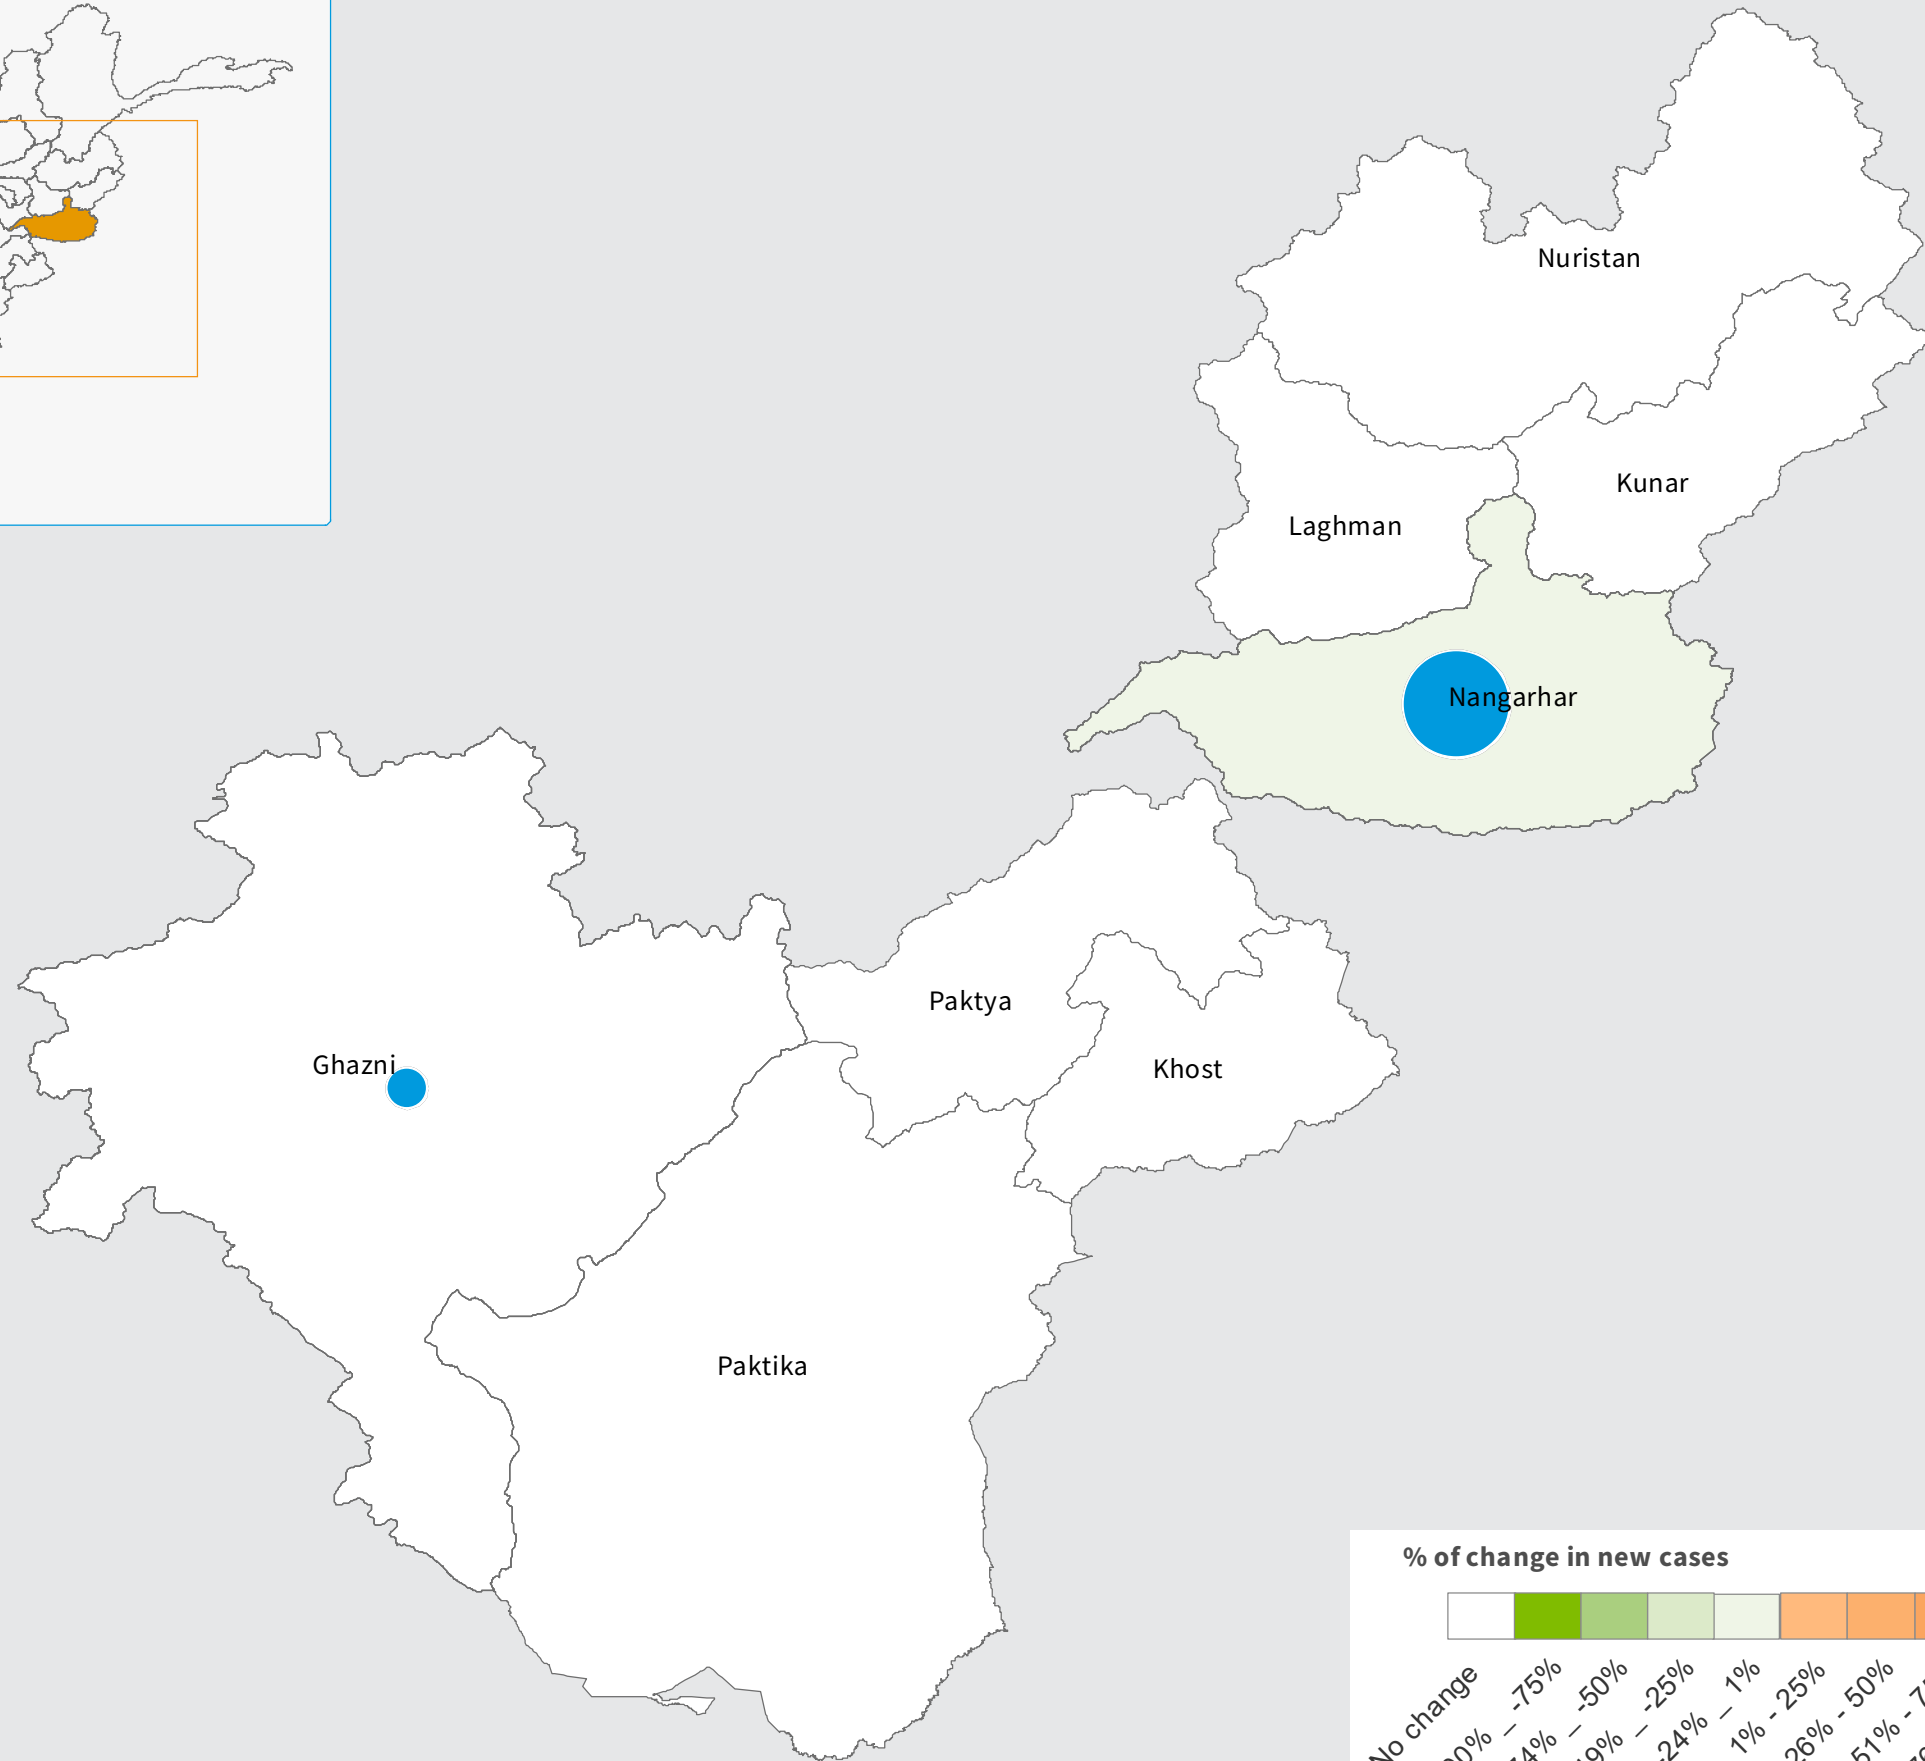 Nuristan
Kunar
Laghman
Nangarhar
Paktya
Ghazni
Khost
Paktika
% of change in new cases
No change
-75%
-50%
-25%
-24% – 1%
1% - 25%
26% - 50%